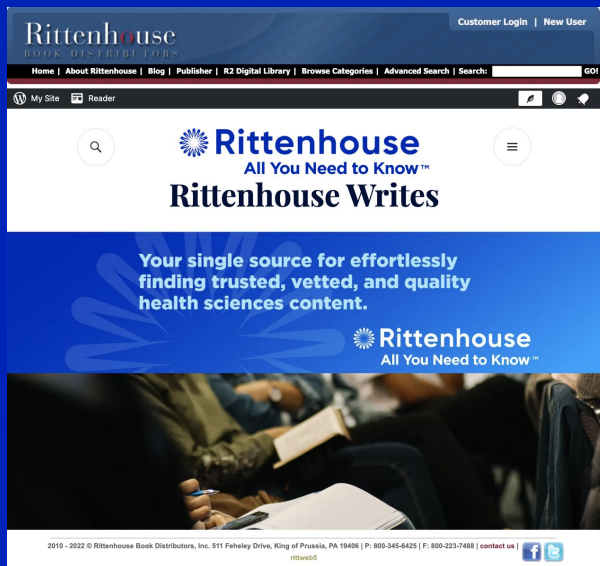 Customer Login | New User
Rittenhouse
BOOK DISTRIBUTORS
Home | About Rittenhouse | Blog | Publisher | R2 Digital Library | Browse Categories | Advanced Search | Search: GO!
My Site Reader
Rittenhouse
All You Need to Know™
Rittenhouse Writes
Your single source for effortlessly
finding trusted, vetted, and quality
health sciences content.
Rittenhouse
All You Need to Know™
2010 - 2022 © Rittenhouse Book Distributors, Inc. 511 Feheley Drive, King of Prussia, PA 19406 | P: 800-345-6425 | F: 800-223-7488 | contact us |
rittweb5